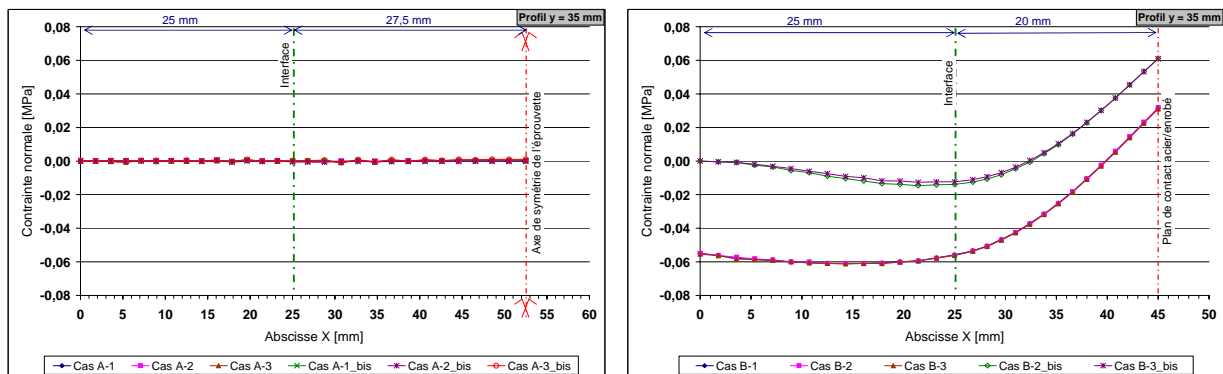 25 mm
27,5 mm
Profil y = 35 mm
Contrainte normale [MPa]
0,08
0,06
0,04
0,02
0,00
-0,02
-0,04
-0,06
-0,08
Interface
Axe de symétrie de l'éprouvette
0 5 10 15 20 25 30 35 40 45 50 55 60
Abscisse X [mm]
Cas A-1 Cas A-2 Cas A-3 Cas A-1_bis Cas A-2_bis Cas A-3_bis
25 mm
20 mm
Profil y = 35 mm
Contrainte normale [MPa]
0,08
0,06
0,04
0,02
0,00
-0,02
-0,04
-0,06
-0,08
Interface
Plan de contact acier/enrobé
0 5 10 15 20 25 30 35 40 45 50
Abscisse X [mm]
Cas B-1 Cas B-2 Cas B-3 Cas B-2_bis Cas B-3_bis